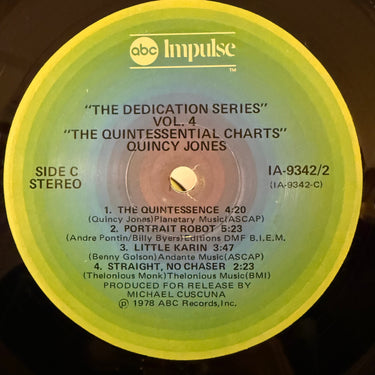 abc Impulse
TM
"THE DEDICATION SERIES"
VOL. 4
"THE QUINTESSENTIAL CHARTS"
QUINCY JONES
SIDE C
STEREO
IA-9342/2
(IA-9342-C)
1. THE QUINTESSENCE 4:20
(Quincy Jones)Planetary Music(ASCAP)
2. PORTRAIT ROBOT 5:23
(Andre Pontin/Billy Byers)Editions DMF B.I.E.M.
3. LITTLE KARIN 3:47
(Benny Golson)Andante Music(ASCAP)
4. STRAIGHT, NO CHASER 2:23
(Thelonious Monk)Thelonious Music(BMI)
PRODUCED FOR RELEASE BY
MICHAEL CUSCUNA
℗ 1978 ABC Records,Inc.